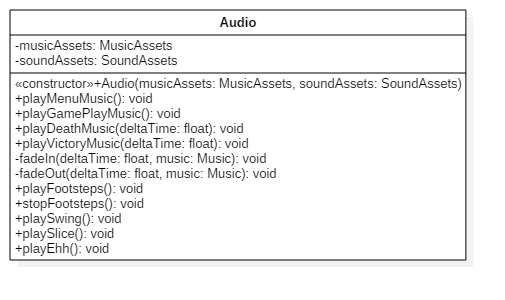 Audio
-musicAssets: MusicAssets
-soundAssets: SoundAssets
«constructor»+Audio(musicAssets: MusicAssets, soundAssets: SoundAssets)
+playMenuMusic(): void
+playGamePlayMusic(): void
+playDeathMusic(deltaTime: float): void
+playVictoryMusic(deltaTime: float): void
-fadeIn(deltaTime: float, music: Music): void
-fadeOut(deltaTime: float, music: Music): void
+playFootsteps(): void
+stopFootsteps(): void
+playSwing(): void
+playSlice(): void
+playEhh(): void